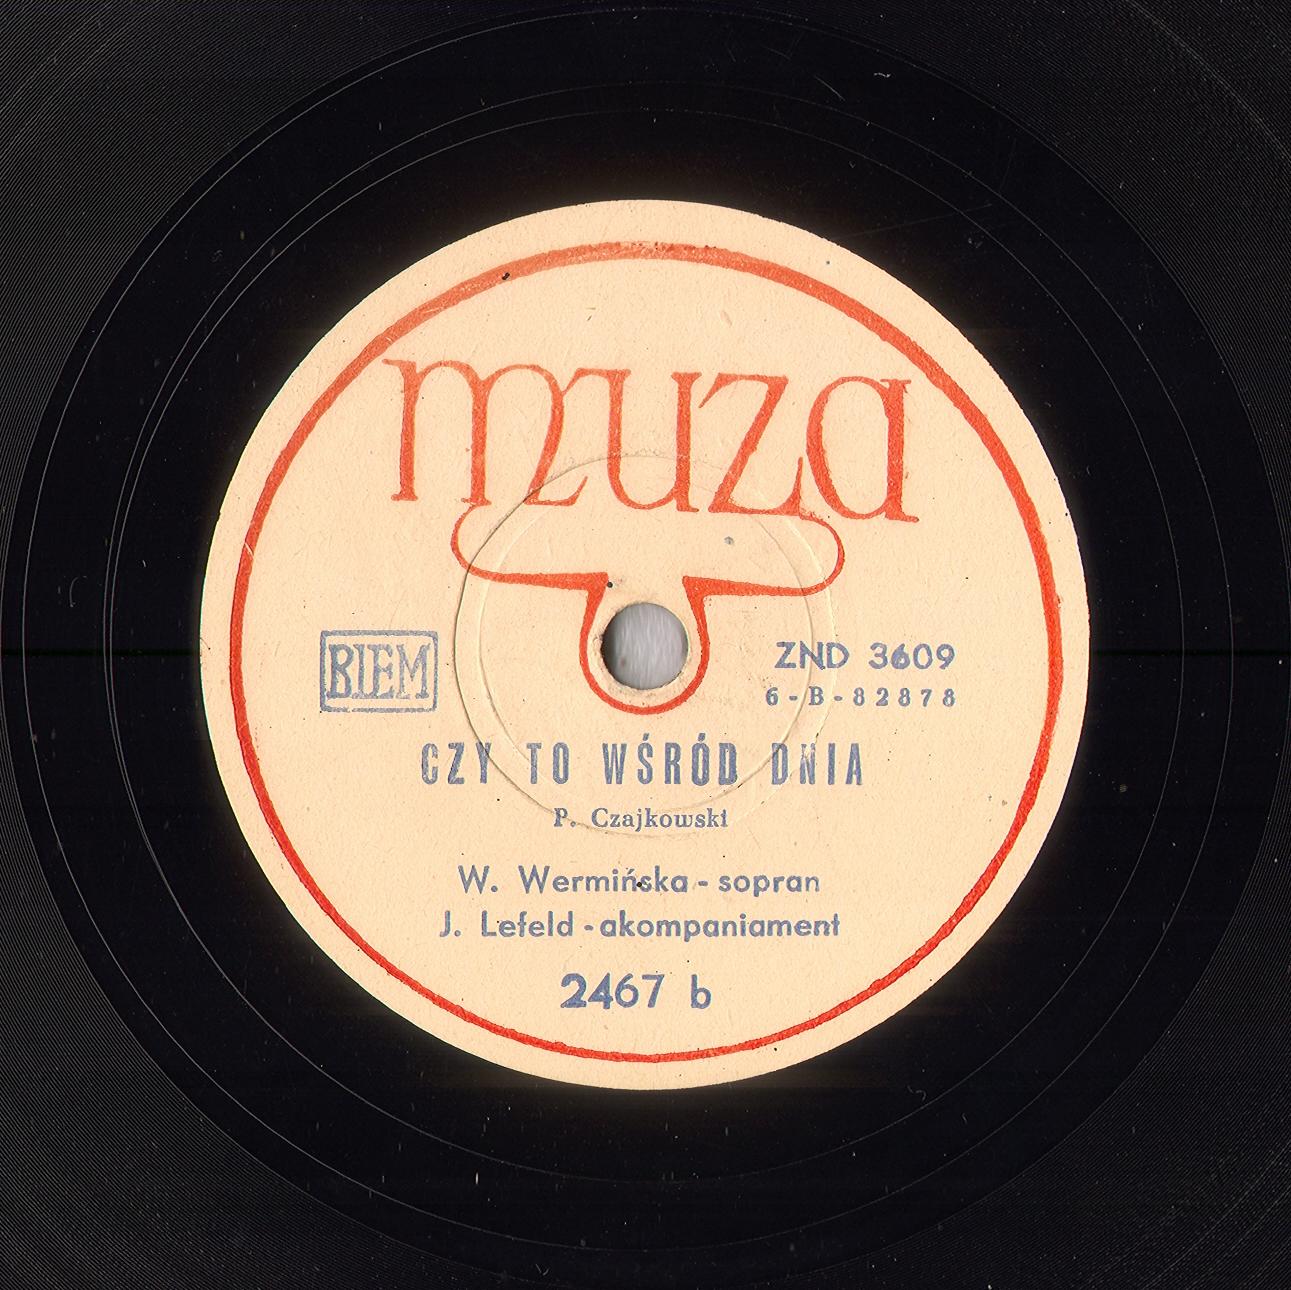 muza
BIEM
ZND 3609
6-B-82878
CZY TO WŚRÓD DNIA
P. Czajkowski
W. Wermińska - sopran
J. Lefeld - akompaniament
2467 b